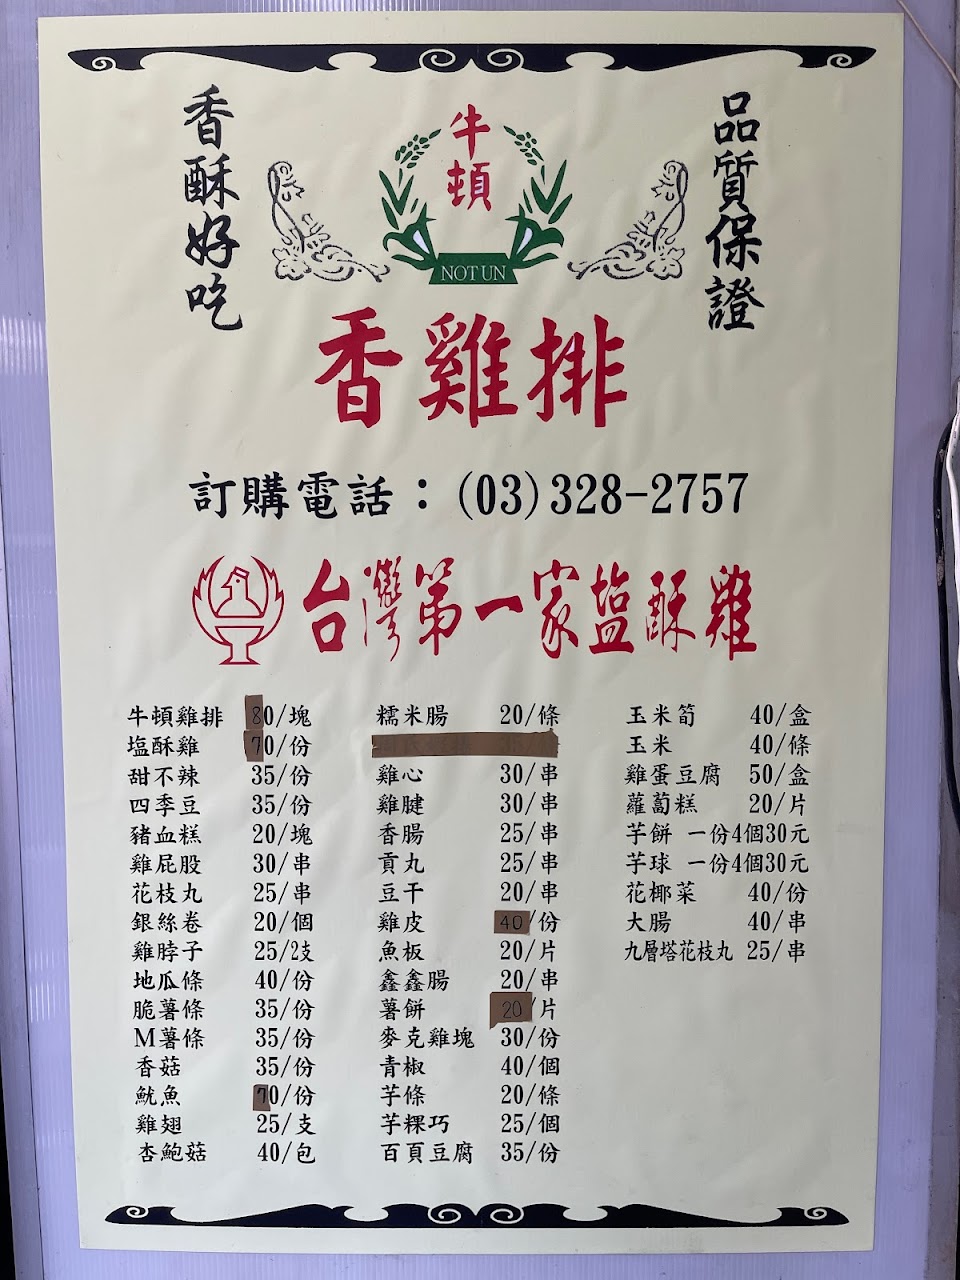 香酥好吃
牛頓
NOT UN
品質保證
香雞排
訂購電話：(03)328-2757
台灣第一家塩酥雞
牛頓雞排 80/塊
塩酥雞 70/份
甜不辣 35/份
四季豆 35/份
豬血糕 20/塊
雞屁股 30/串
花枝丸 25/串
銀絲卷 20/個
雞脖子 25/2支
地瓜條 40/份
脆薯條 35/份
M薯條 35/份
香菇 35/份
魷魚 70/份
雞翅 25/支
杏鮑菇 40/包
糯米腸 20/條
雞心 30/串
雞腱 30/串
香腸 25/串
貢丸 25/串
豆干 20/串
雞皮 40/份
魚板 20/片
鑫鑫腸 20/串
薯餅 20/片
麥克雞塊 30/份
青椒 40/個
芋條 20/條
芋粿巧 25/個
百頁豆腐 35/份
玉米筍 40/盒
玉米 40/條
雞蛋豆腐 50/盒
蘿蔔糕 20/片
芋餅 一份4個30元
芋球 一份4個30元
花椰菜 40/份
大腸 40/串
九層塔花枝丸 25/串